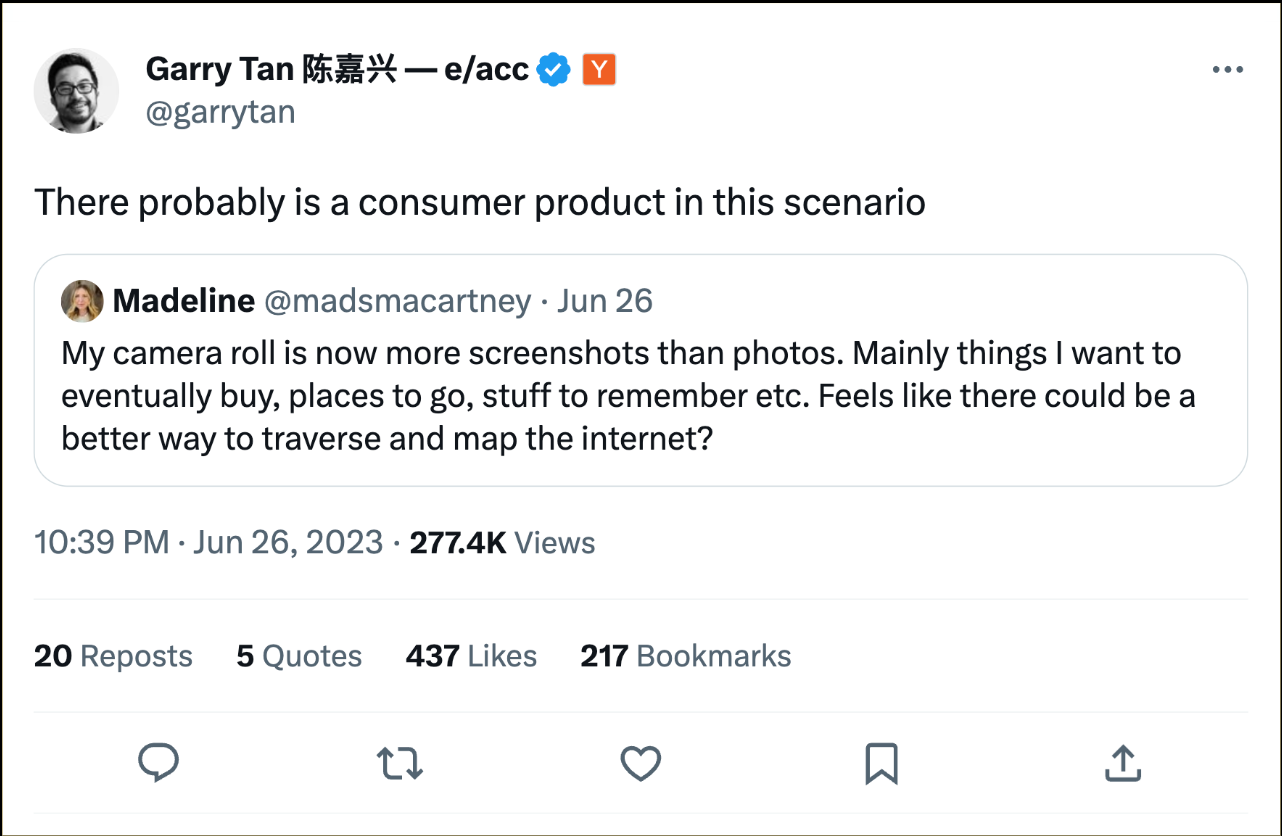 Garry Tan 陈嘉兴 — e/acc Y
@garrytan
There probably is a consumer product in this scenario
Madeline @madsmacartney · Jun 26
My camera roll is now more screenshots than photos. Mainly things I want to
eventually buy, places to go, stuff to remember etc. Feels like there could be a
better way to traverse and map the internet?
10:39 PM · Jun 26, 2023 · 277.4K Views
20 Reposts 5 Quotes 437 Likes 217 Bookmarks